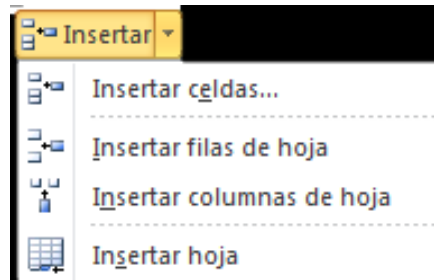 Insertar
Insertar celdas...
Insertar filas de hoja
Insertar columnas de hoja
Insertar hoja